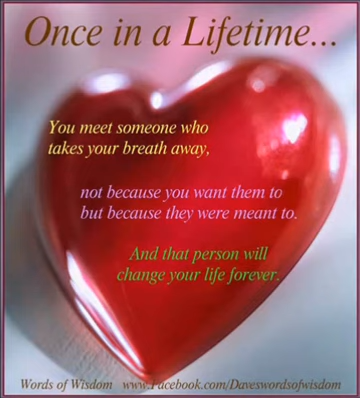 Once in a Lifetime...
You meet someone who
takes your breath away,
not because you want them to
but because they were meant to.
And that person will
change your life forever.
Words of Wisdom www.Facebook.com/Daveswordsofwisdom